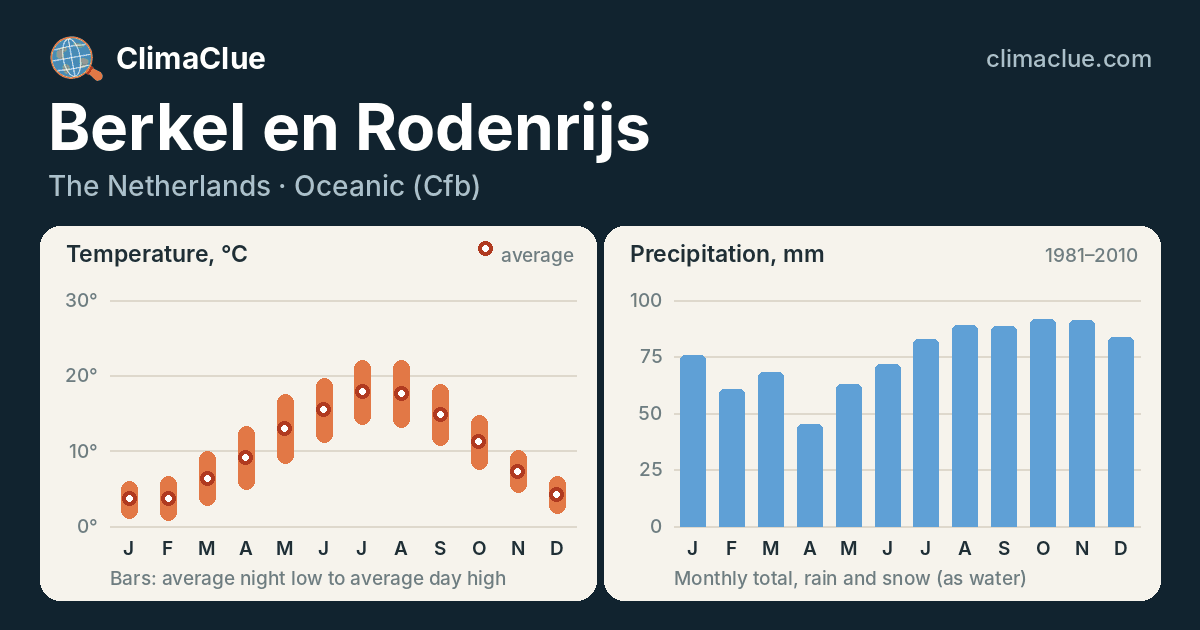 ClimaClue
climaclue.com
Berkel en Rodenrijs
The Netherlands · Oceanic (Cfb)
Temperature, °C
average
30°
20°
10°
0°
J F M A M J J A S O N D
Bars: average night low to average day high
Precipitation, mm
1981–2010
100
75
50
25
0
J F M A M J J A S O N D
Monthly total, rain and snow (as water)